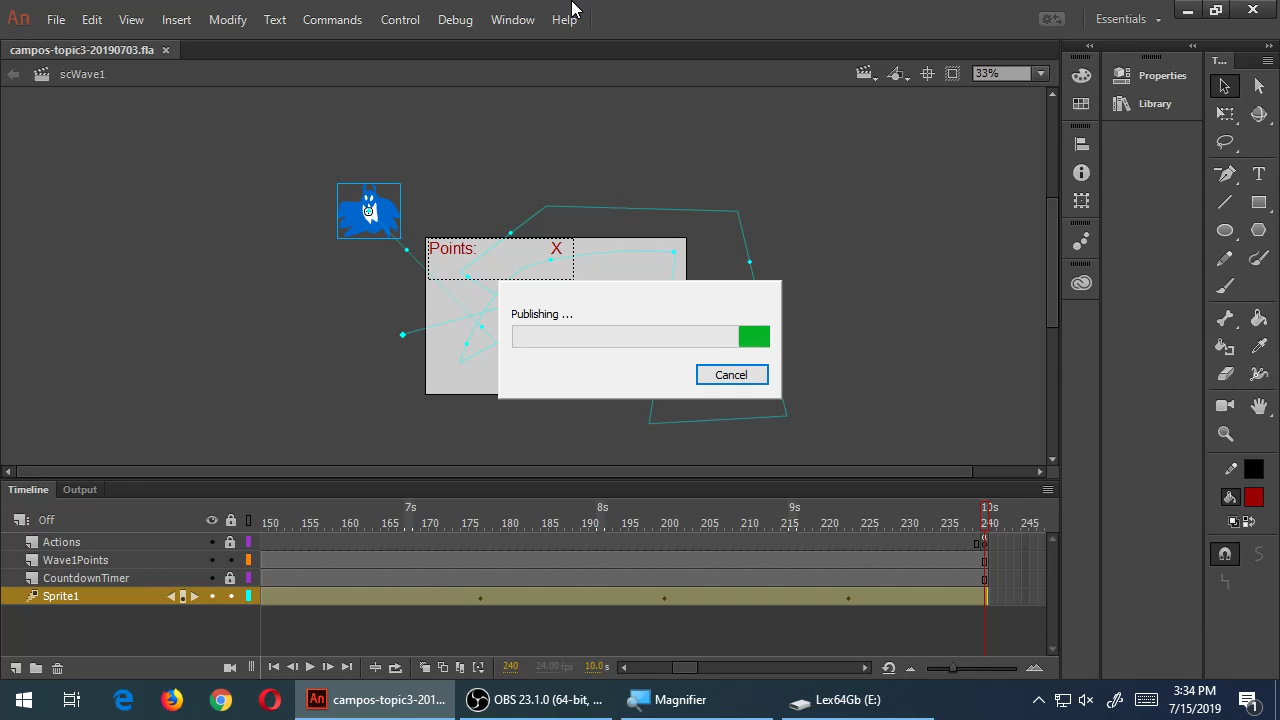 An File Edit View Insert Modify Text Commands Control Debug Window Help Essentials
campos-topic3-20190703.fla ×
scWave1 33%
T...
Properties
Library
Points: X
Publishing ...
Cancel
Timeline Output
7s 8s 9s 10s
Off 150 155 160 165 170 175 180 185 190 195 200 205 210 215 220 225 230 235 240 245
Actions
Wave1Points
CountdownTimer
Sprite1
240 24.00 fps 10.0 s
An campos-topic3-201... OBS 23.1.0 (64-bit, ... Magnifier Lex64Gb (E:)
3:34 PM
7/15/2019
1